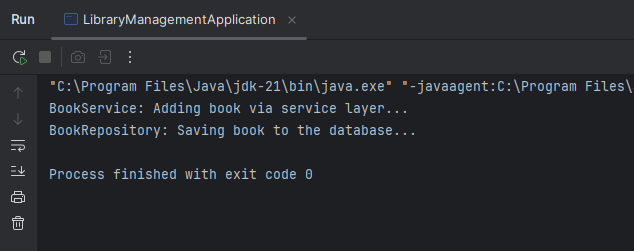 Run LibraryManagementApplication
"C:\Program Files\Java\jdk-21\bin\java.exe" "-javaagent:C:\Program Files\
BookService: Adding book via service layer...
BookRepository: Saving book to the database...
Process finished with exit code 0